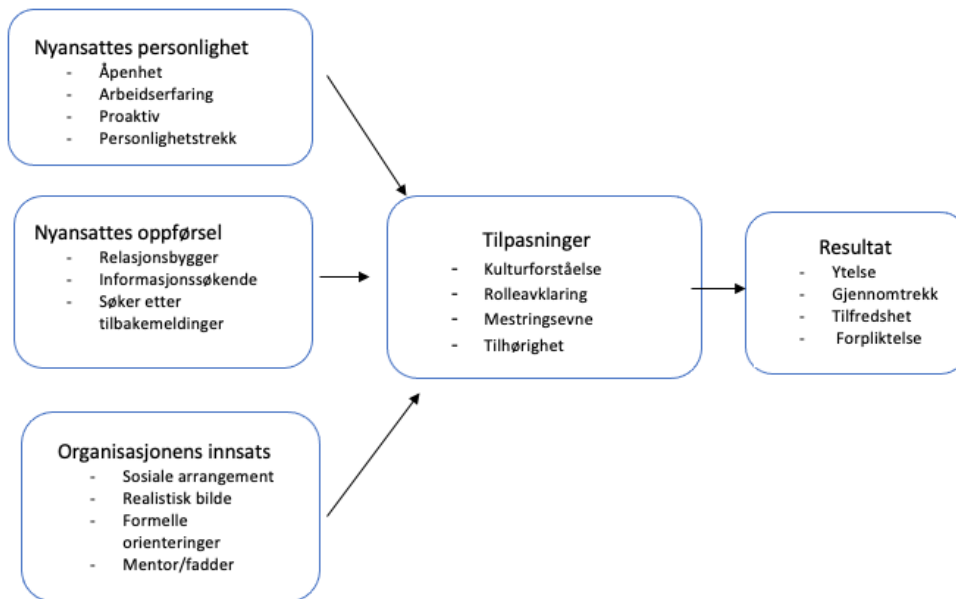 Nyansattes personlighet
- Åpenhet
- Arbeidserfaring
- Proaktiv
- Personlighetstrekk
Nyansattes oppførsel
- Relasjonsbygger
- Informasjonssøkende
- Søker etter
tilbakemeldinger
Organisasjonens innsats
- Sosiale arrangement
- Realistisk bilde
- Formelle
orienteringer
- Mentor/fadder
Tilpasninger
- Kulturforståelse
- Rolleavklaring
- Mestringsevne
- Tilhørighet
Resultat
- Ytelse
- Gjennomtrekk
- Tilfredshet
- Forpliktelse